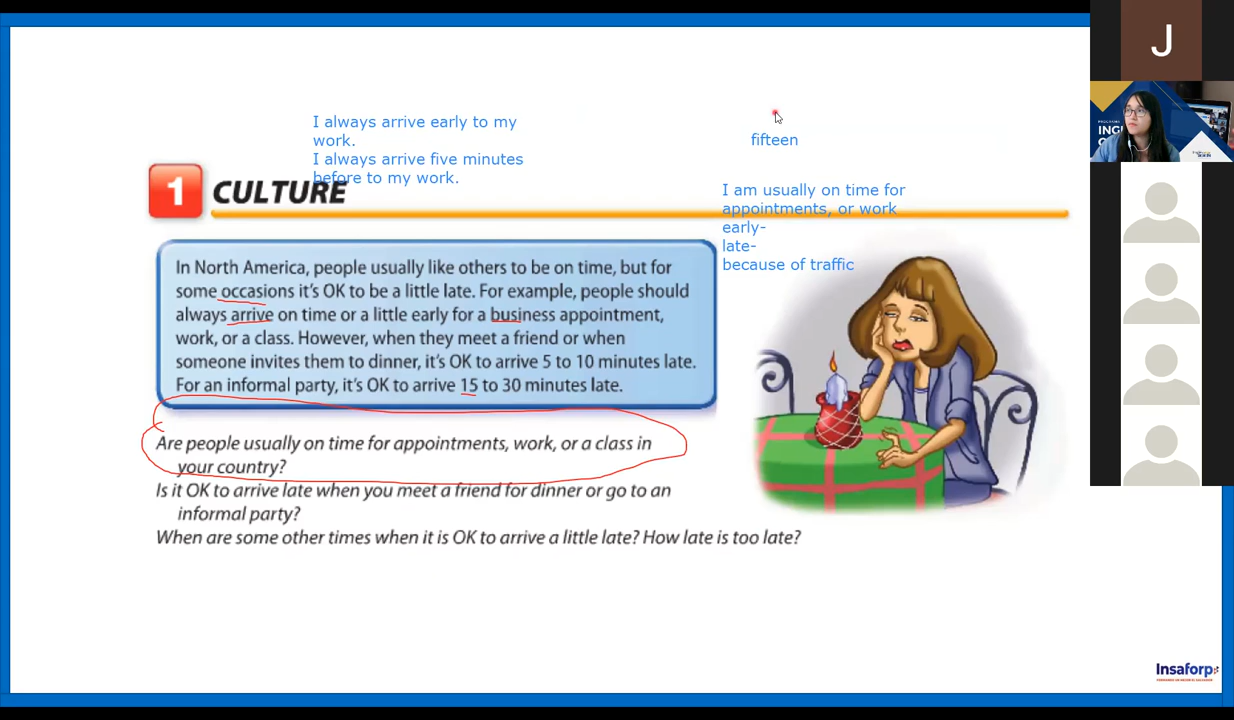 J
I always arrive early to my
work.
I always arrive five minutes
before to my work.
fifteen
1 CULTURE
I am usually on time for
appointments, or work
early-
late-
because of traffic
In North America, people usually like others to be on time, but for
some occasions it's OK to be a little late. For example, people should
always arrive on time or a little early for a business appointment,
work, or a class. However, when they meet a friend or when
someone invites them to dinner, it's OK to arrive 5 to 10 minutes late.
For an informal party, it's OK to arrive 15 to 30 minutes late.
Are people usually on time for appointments, work, or a class in
your country?
Is it OK to arrive late when you meet a friend for dinner or go to an
informal party?
When are some other times when it is OK to arrive a little late? How late is too late?
Insaforp